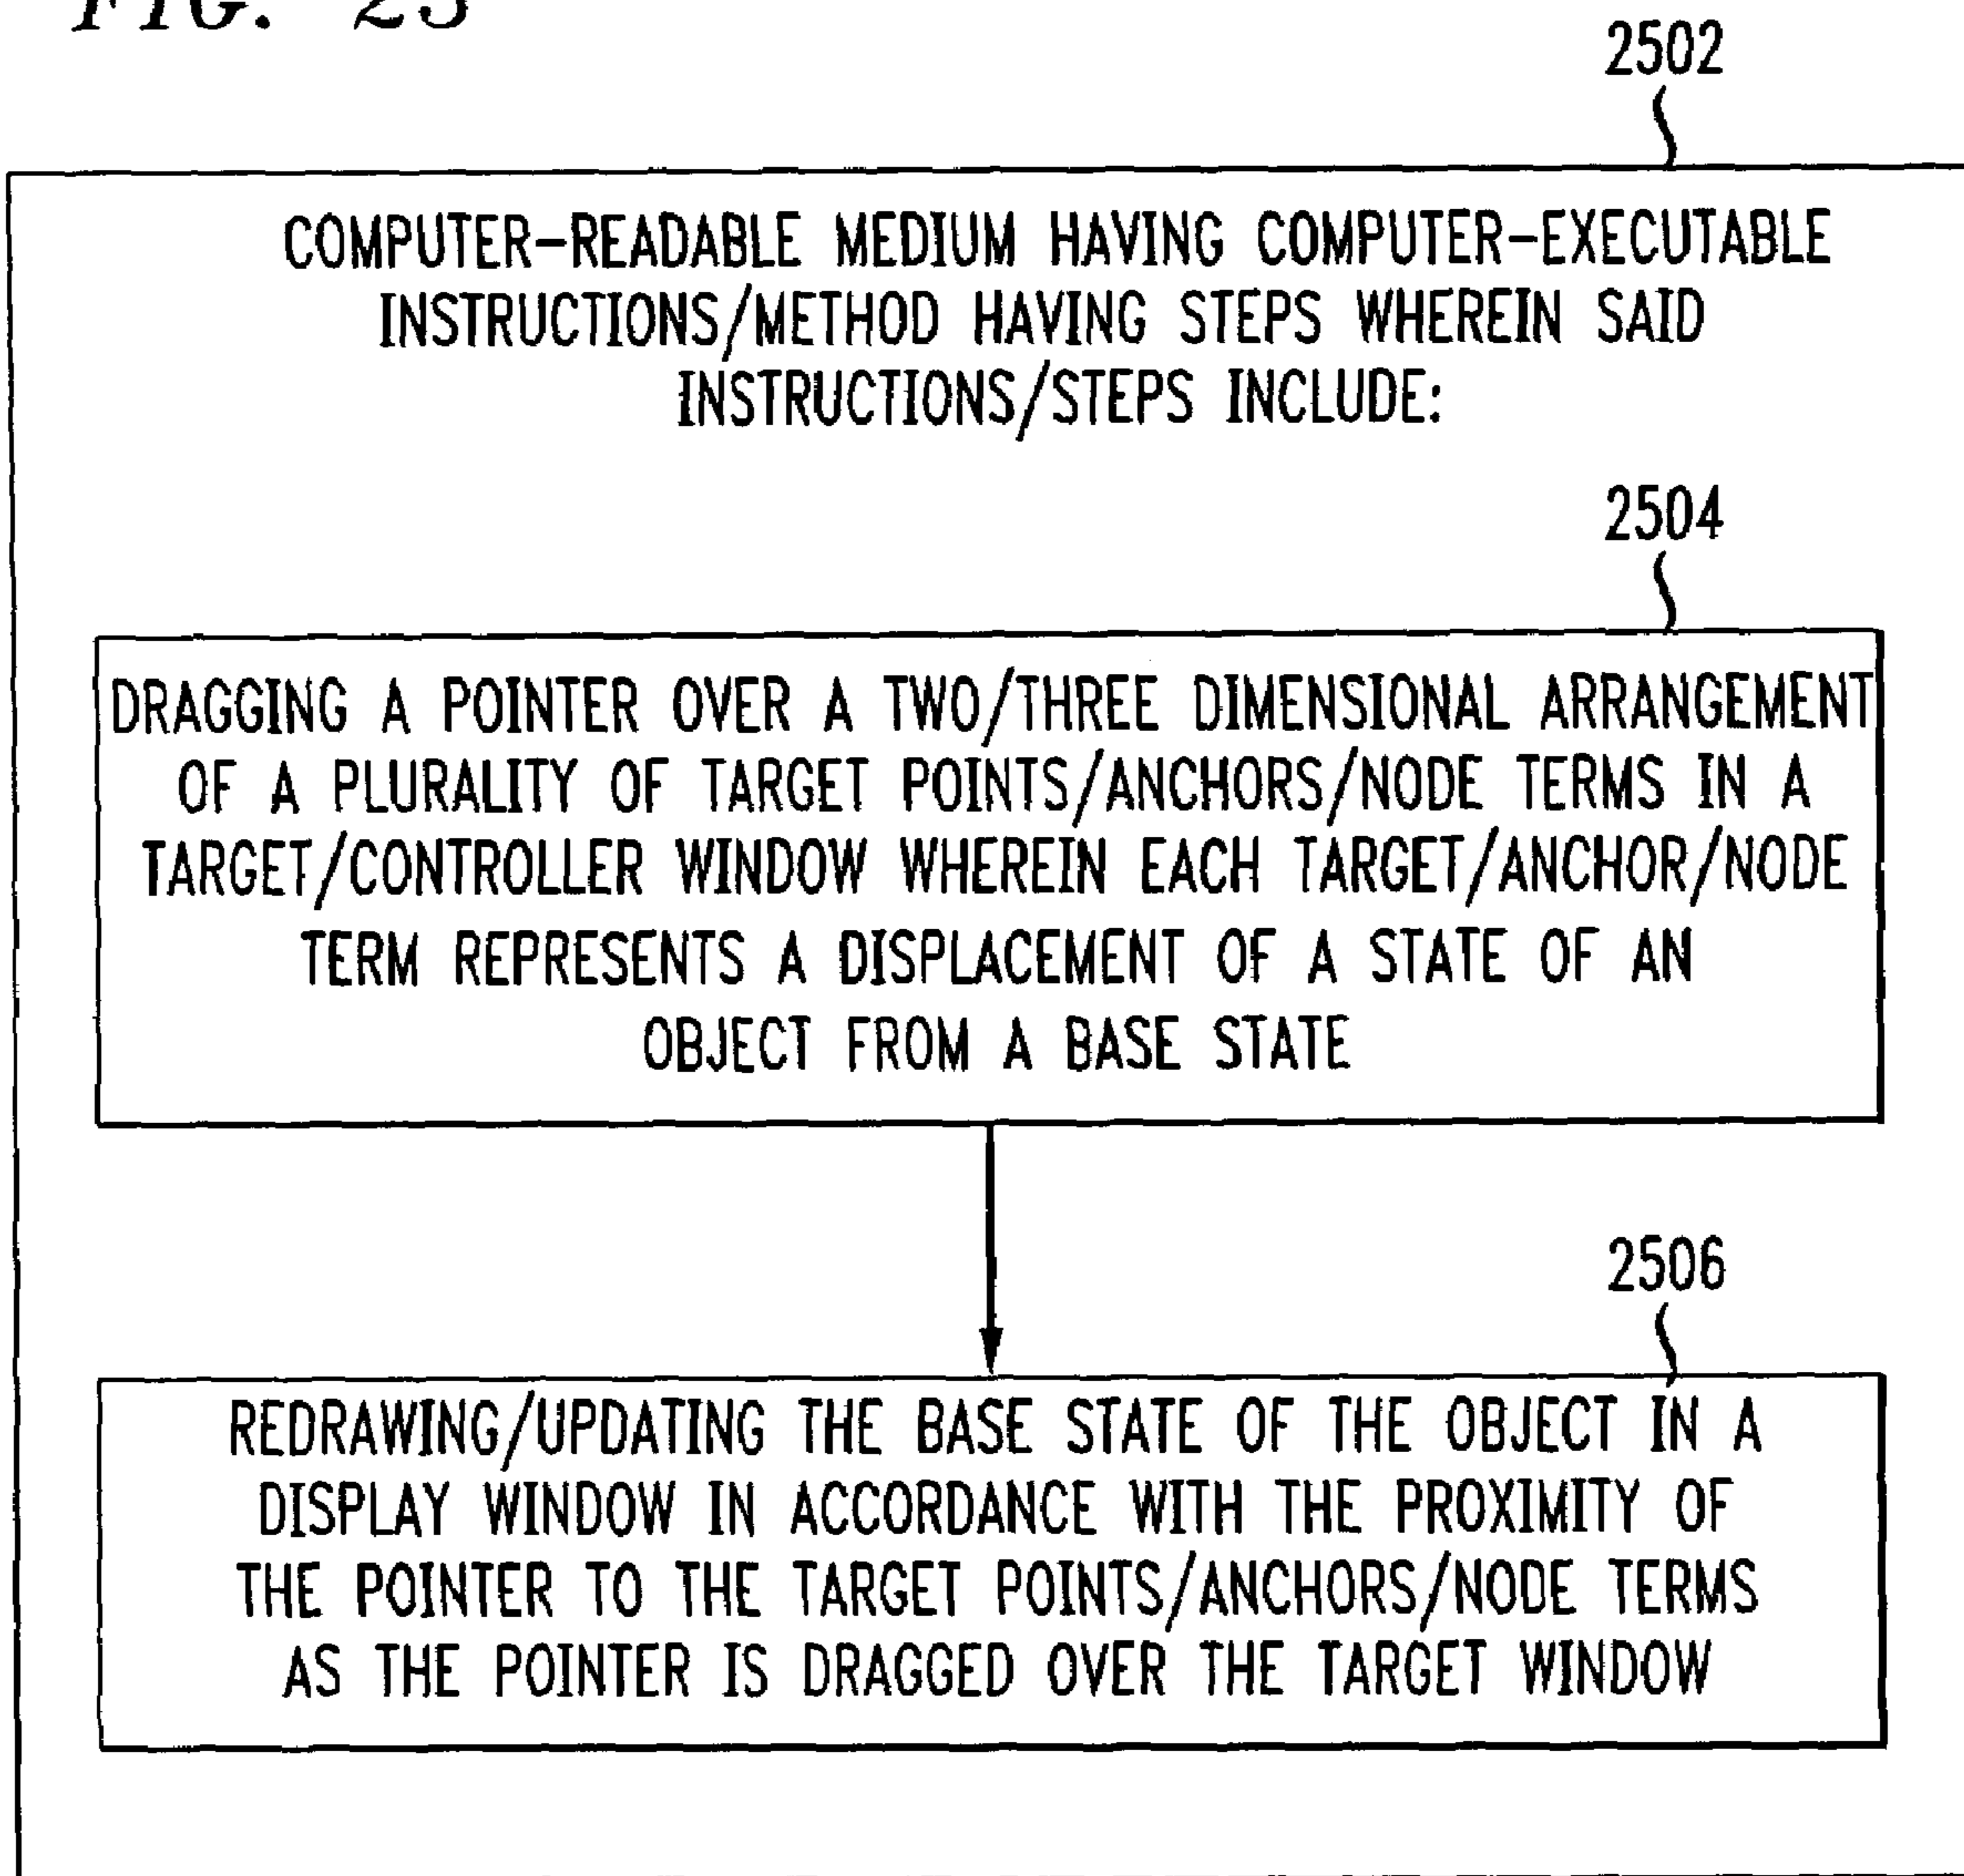 FIG. 25
2502
COMPUTER-READABLE MEDIUM HAVING COMPUTER-EXECUTABLE
INSTRUCTIONS/METHOD HAVING STEPS WHEREIN SAID
INSTRUCTIONS/STEPS INCLUDE:
2504
DRAGGING A POINTER OVER A TWO/THREE DIMENSIONAL ARRANGEMENT
OF A PLURALITY OF TARGET POINTS/ANCHORS/NODE TERMS IN A
TARGET/CONTROLLER WINDOW WHEREIN EACH TARGET/ANCHOR/NODE
TERM REPRESENTS A DISPLACEMENT OF A STATE OF AN
OBJECT FROM A BASE STATE
2506
REDRAWING/UPDATING THE BASE STATE OF THE OBJECT IN A
DISPLAY WINDOW IN ACCORDANCE WITH THE PROXIMITY OF
THE POINTER TO THE TARGET POINTS/ANCHORS/NODE TERMS
AS THE POINTER IS DRAGGED OVER THE TARGET WINDOW